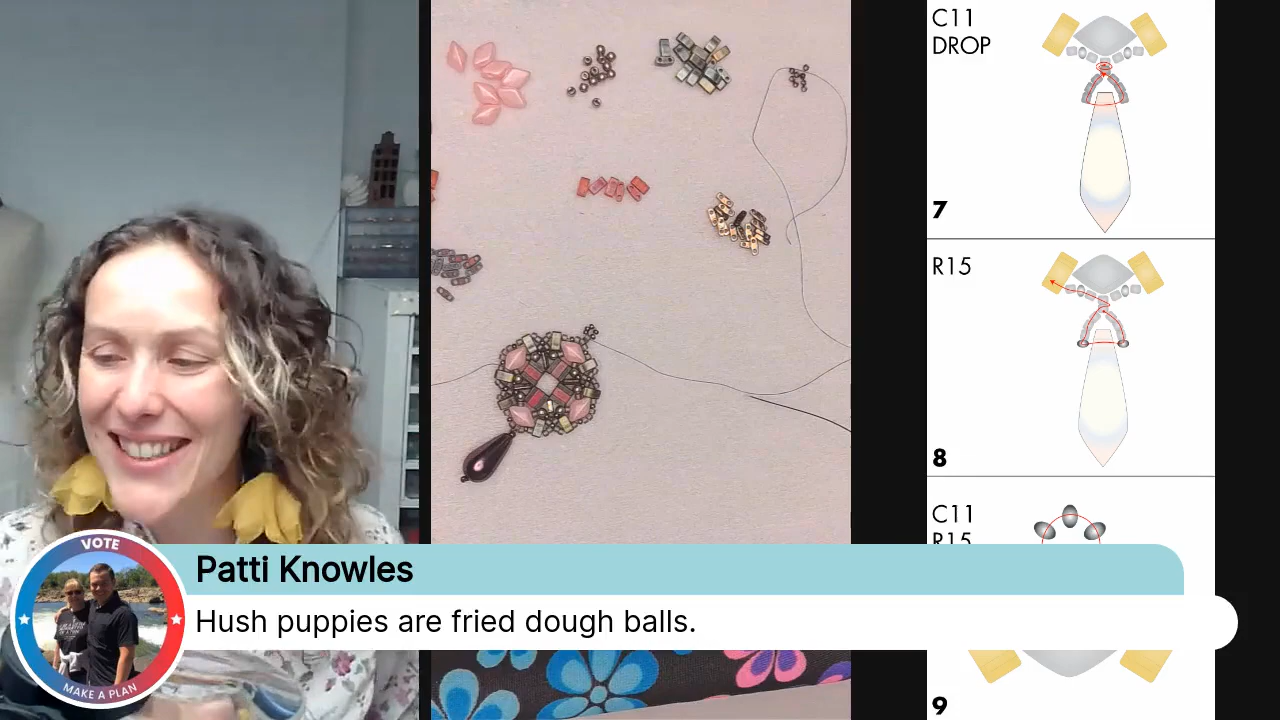 C11
DROP
7
R15
8
C11
R15
9
VOTE
MAKE A PLAN
Patti Knowles
Hush puppies are fried dough balls.